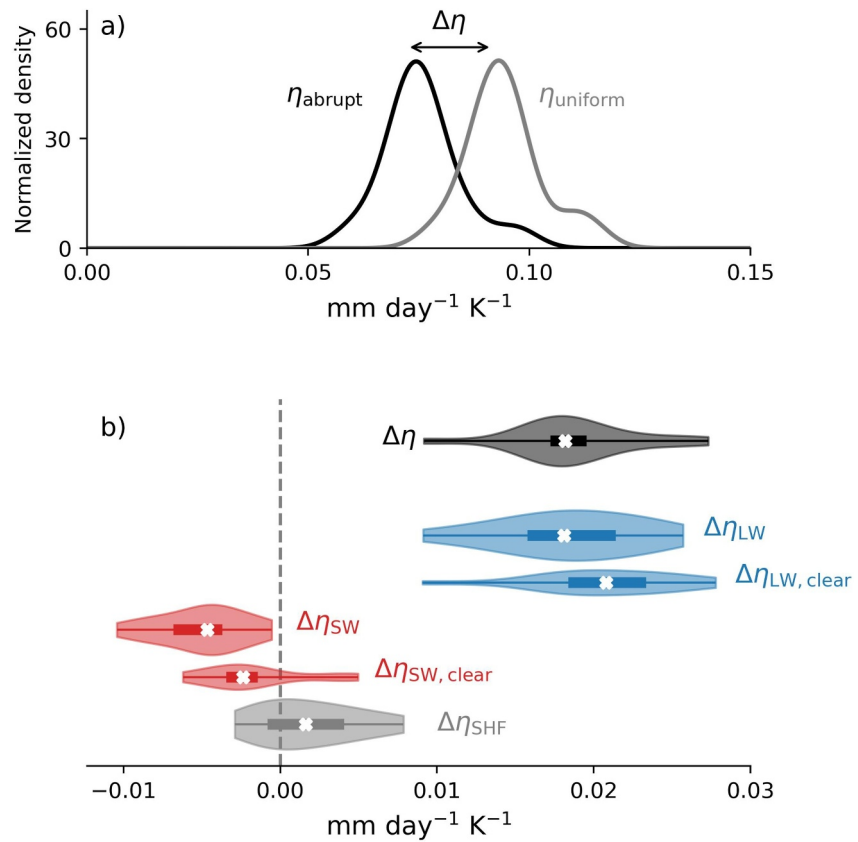 a)
Δη
60
η_abrupt
η_uniform
30
0
Normalized density
0.00 0.05 0.10 0.15
mm day⁻¹ K⁻¹
b)
Δη
Δη_LW
Δη_LW, clear
Δη_SW
Δη_SW, clear
Δη_SHF
−0.01 0.00 0.01 0.02 0.03
mm day⁻¹ K⁻¹